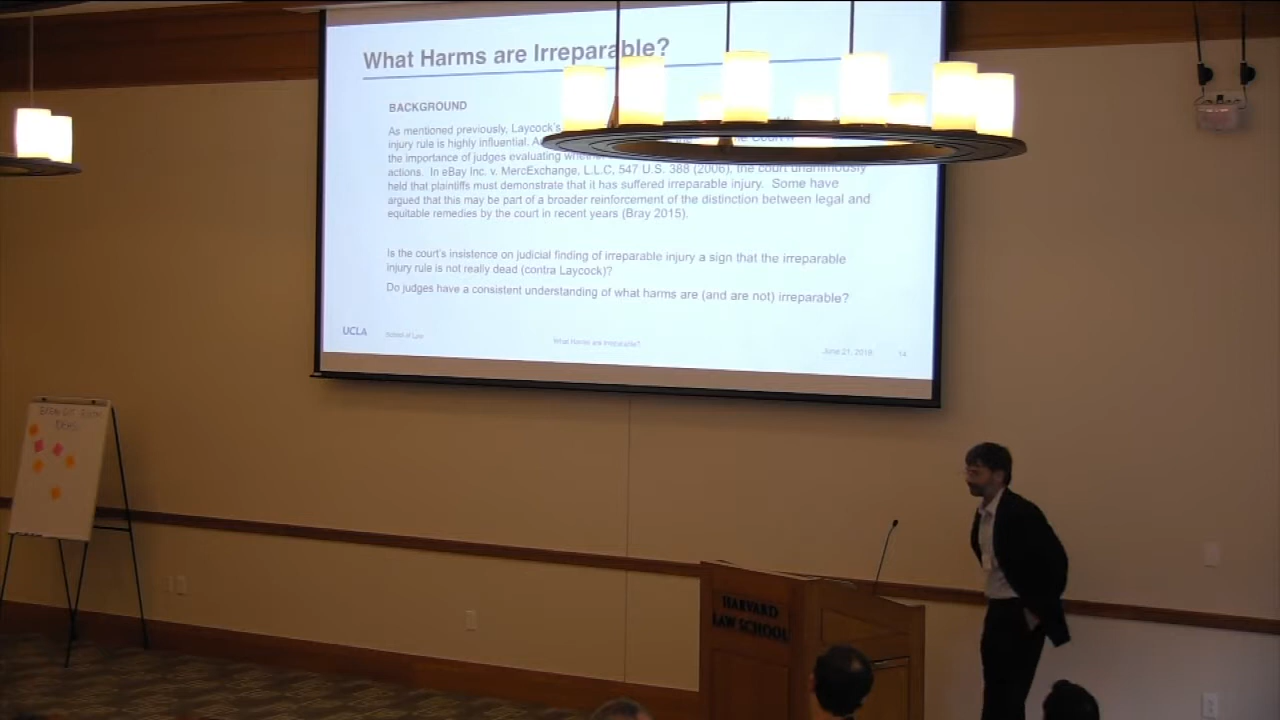 What Harms are Irreparable?
BACKGROUND
As mentioned previously, Laycock's
injury rule is highly influential.
the importance of judges evaluating
actions. In eBay Inc. v. MercExchange, L.L.C, 547 U.S. 388 (2006), the court unanimously
held that plaintiffs must demonstrate that it has suffered irreparable injury. Some have
argued that this may be part of a broader reinforcement of the distinction between legal and
equitable remedies by the court in recent years (Bray 2015).
Is the court's insistence on judicial finding of irreparable injury a sign that the irreparable
injury rule is not really dead (contra Laycock)?
Do judges have a consistent understanding of what harms are (and are not) irreparable?
UCLA School of Law What Harms are Irreparable? June 21, 2018 14
IDEAS!
HARVARD
LAW SCHOOL